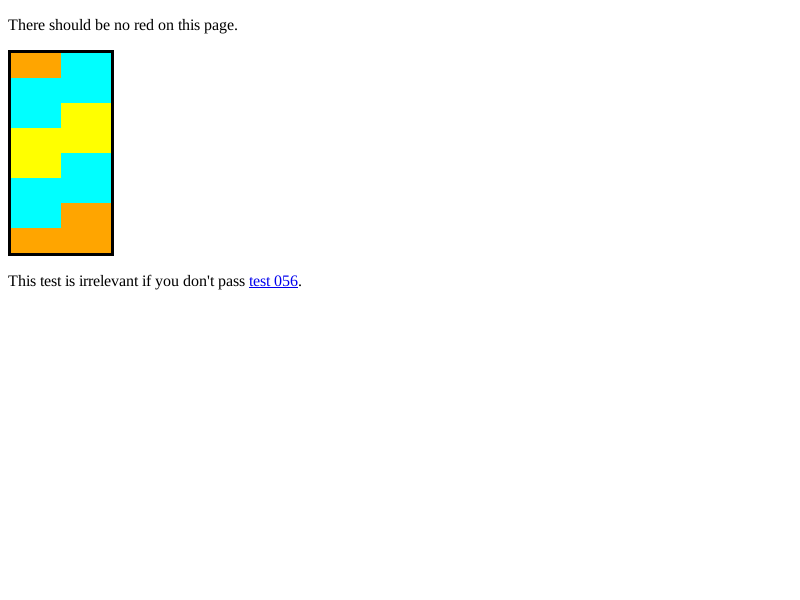 There should be no red on this page.
This test is irrelevant if you don't pass test 056.